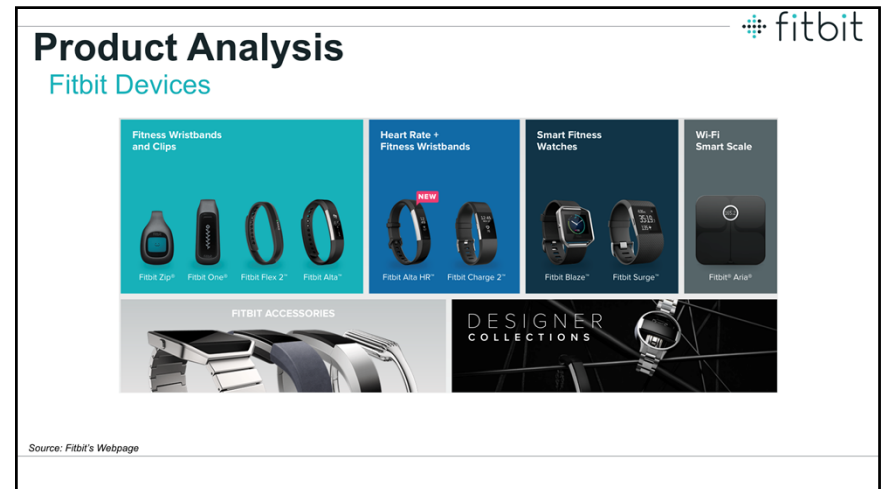 fitbit
Product Analysis
Fitbit Devices
Fitness Wristbands
and Clips
Heart Rate +
Fitness Wristbands
Smart Fitness
Watches
Wi-Fi
Smart Scale
NEW
Fitbit Zip® Fitbit One® Fitbit Flex 2™ Fitbit Alta™
Fitbit Alta HR™ Fitbit Charge 2™
Fitbit Blaze™ Fitbit Surge™
Fitbit® Aria®
FITBIT ACCESSORIES
DESIGNER
COLLECTIONS
Source: Fitbit's Webpage